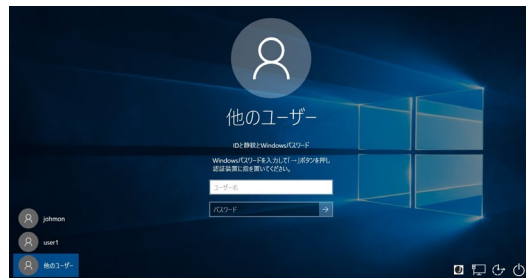 他のユーザー
IDと静紋とWindowsパスワード
Windowsパスワードを入力して「→」ボタンを押し、
認証装置に指を置いてください。
ユーザー名
パスワード
johmon
user1
他のユーザー